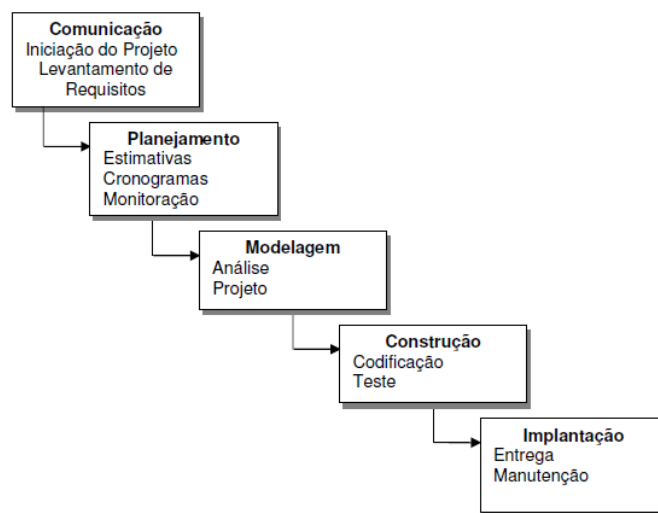 Comunicação
Iniciação do Projeto
Levantamento de
Requisitos
Planejamento
Estimativas
Cronogramas
Monitoração
Modelagem
Análise
Projeto
Construção
Codificação
Teste
Implantação
Entrega
Manutenção